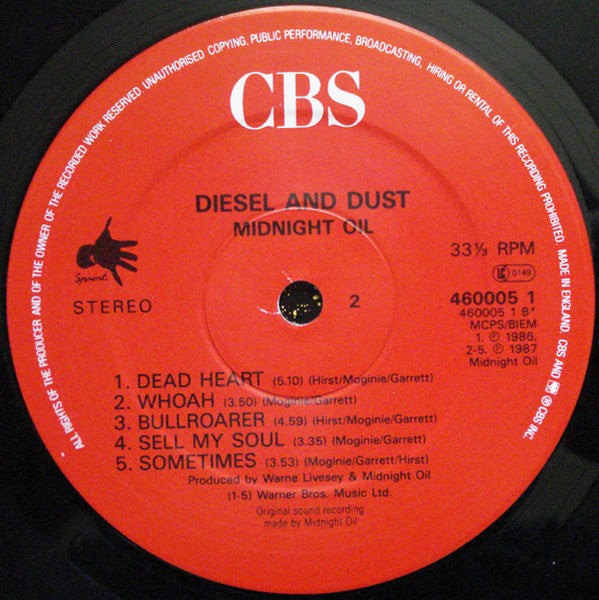 ALL RIGHTS OF THE PRODUCER AND OF THE OWNER OF THE RECORDED WORK RESERVED. UNAUTHORISED COPYING, PUBLIC PERFORMANCE, BROADCASTING, HIRING OR RENTAL OF THIS RECORDING PROHIBITED. MADE IN ENGLAND. CBS AND ℗ CBS INC.
CBS
DIESEL AND DUST
MIDNIGHT OIL
Sprint
STEREO
2
33⅓ RPM
LC 0149
460005 1
460005 1 B*
MCPS/BIEM
1. ℗ 1986,
2-5. ℗ 1987
Midnight Oil
1. DEAD HEART (5.10) (Hirst/Moginie/Garrett)
2. WHOAH (3.50) (Moginie/Garrett)
3. BULLROARER (4.59) (Hirst/Moginie/Garrett)
4. SELL MY SOUL (3.35) (Moginie/Garrett)
5. SOMETIMES (3.53) (Moginie/Garrett/Hirst)
Produced by Warne Livesey & Midnight Oil
(1-5) Warner Bros. Music Ltd.
Original sound recording
made by Midnight Oil